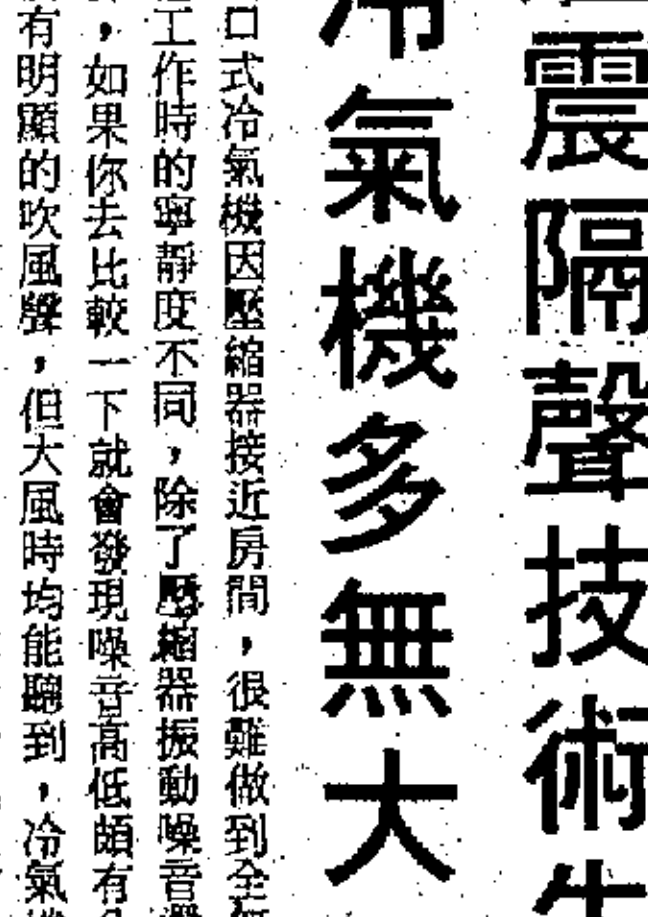 震隔聲技術
冷氣機多無大
口式冷氣機因壓縮器接近房間，很難做到全
工作時的寧靜度不同，除了壓縮器振動噪音
，如果你去比較一下就會發現噪音高低頗有
有明顯的吹風聲，但大風時均能聽到，冷氣